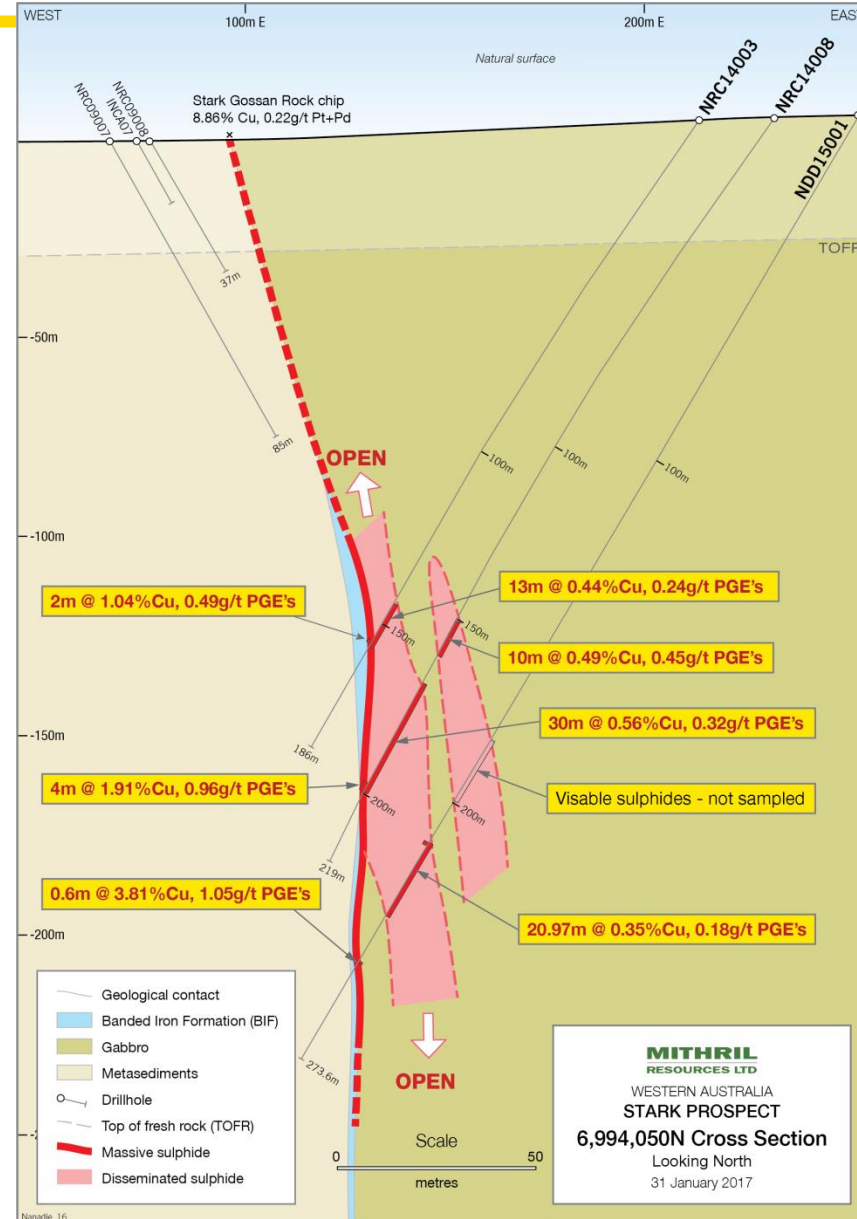 WEST
100m E
200m E
EAST
Natural surface
NRC09007
INCA07
NRC09008
Stark Gossan Rock chip
8.86% Cu, 0.22g/t Pt+Pd
NRC14003
NRC14008
NDD15001
TOFR
37m
-50m
85m
100m
100m
100m
OPEN
-100m
2m @ 1.04%Cu, 0.49g/t PGE's
13m @ 0.44%Cu, 0.24g/t PGE's
150m
150m
10m @ 0.49%Cu, 0.45g/t PGE's
30m @ 0.56%Cu, 0.32g/t PGE's
-150m
186m
4m @ 1.91%Cu, 0.96g/t PGE's
Visable sulphides - not sampled
200m
200m
219m
0.6m @ 3.81%Cu, 1.05g/t PGE's
20.97m @ 0.35%Cu, 0.18g/t PGE's
-200m
273.6m
OPEN
Geological contact
Banded Iron Formation (BIF)
Gabbro
Metasediments
Drillhole
Top of fresh rock (TOFR)
Massive sulphide
Disseminated sulphide
Scale
0 50
metres
MITHRIL
RESOURCES LTD
WESTERN AUSTRALIA
STARK PROSPECT
6,994,050N Cross Section
Looking North
31 January 2017
Nanadie_16